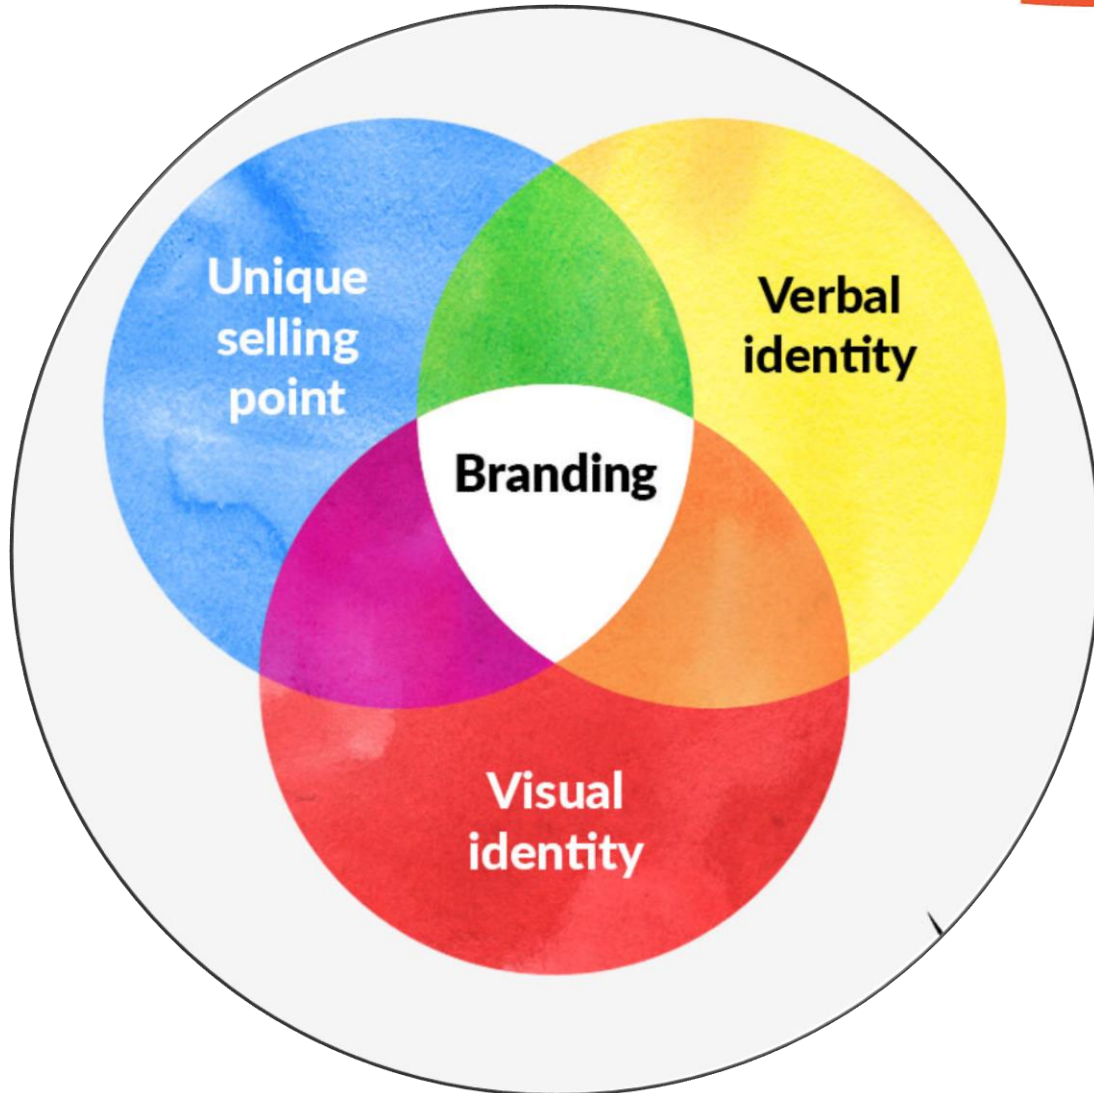 Unique
selling
point
Verbal
identity
Branding
Visual
identity